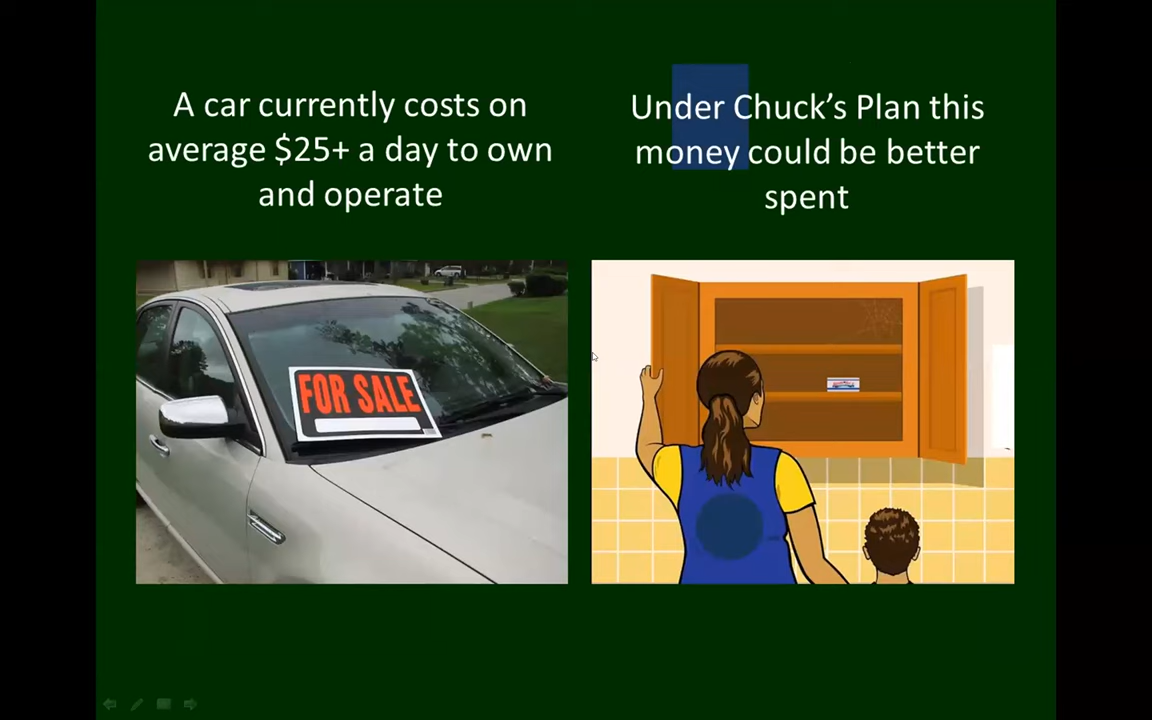 A car currently costs on
average $25+ a day to own
and operate
Under Chuck's Plan this
money could be better
spent
FOR SALE